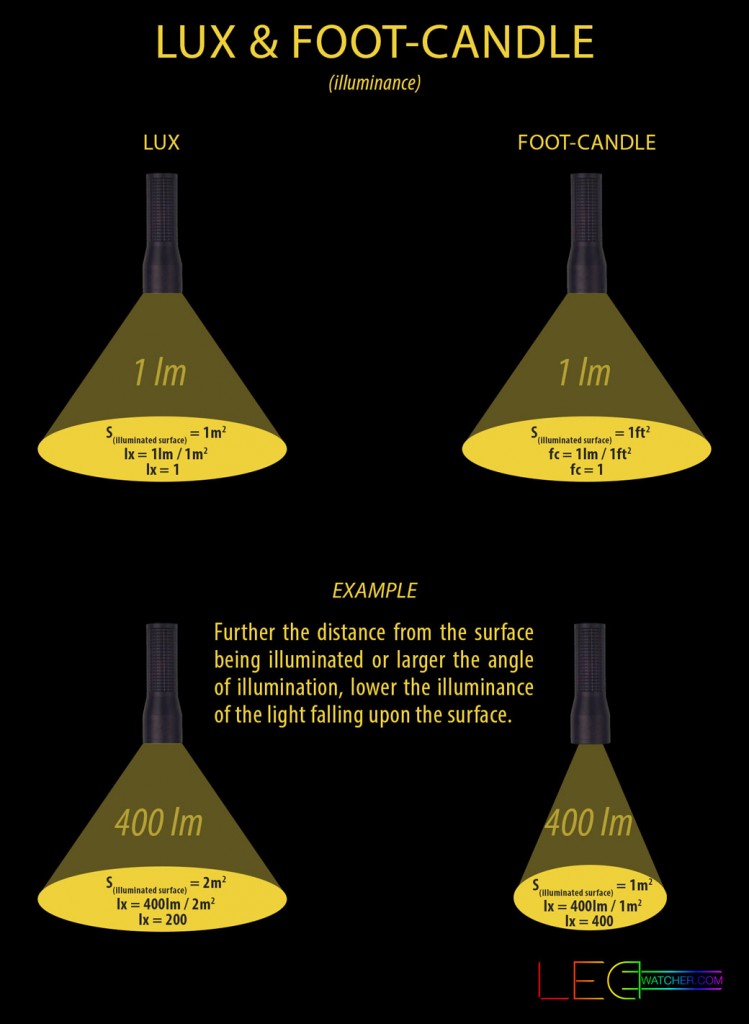 LUX & FOOT-CANDLE
(illuminance)
LUX
1 lm
S(illuminated surface) = 1m²
lx = 1lm / 1m²
lx = 1
FOOT-CANDLE
1 lm
S(illuminated surface) = 1ft²
fc = 1lm / 1ft²
fc = 1
EXAMPLE
Further the distance from the surface
being illuminated or larger the angle
of illumination, lower the illuminance
of the light falling upon the surface.
400 lm
S(illuminated surface) = 2m²
lx = 400lm / 2m²
lx = 200
400 lm
S(illuminated surface) = 1m²
lx = 400lm / 1m²
lx = 400
LED WATCHER.COM